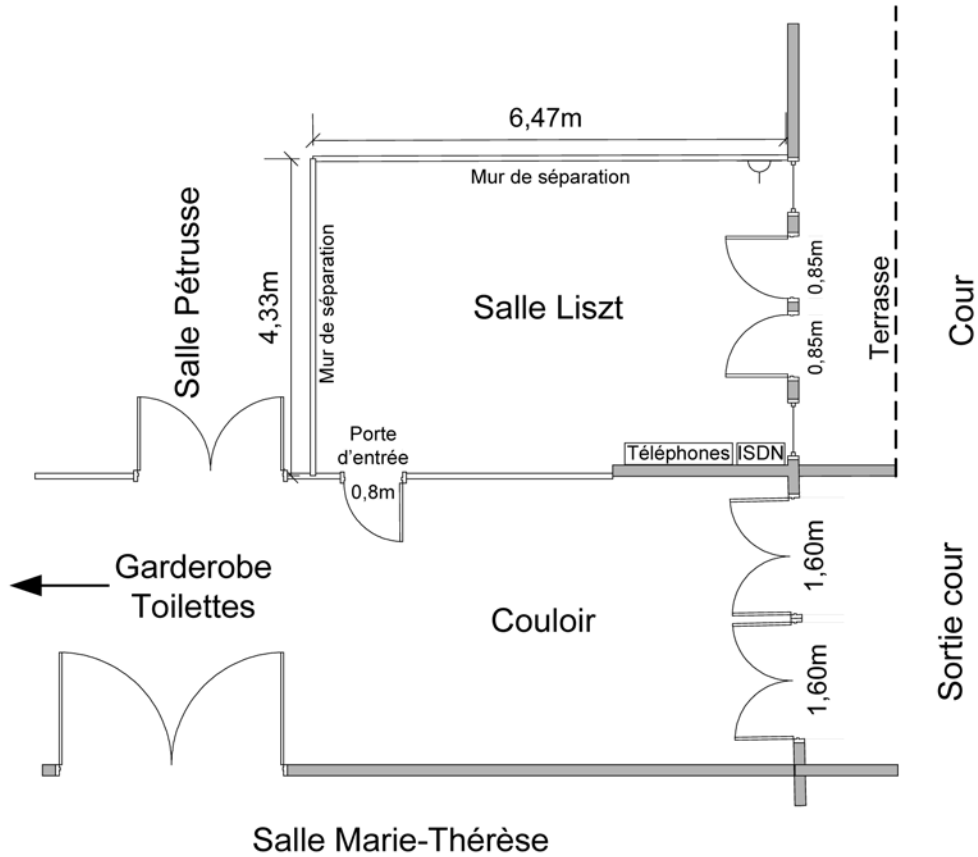 6,47m
Mur de séparation
Salle Pétrusse
4,33m
Mur de séparation
Salle Liszt
0,85m
0,85m
Terrasse
Cour
Porte
d'entrée
0,8m
Téléphones
ISDN
Garderobe
Toilettes
Couloir
1,60m
1,60m
Sortie cour
Salle Marie-Thérèse